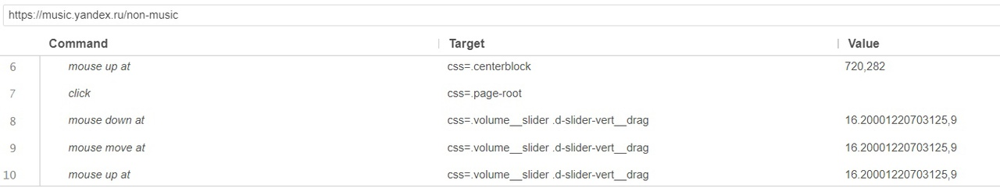 https://music.yandex.ru/non-music
Command Target Value
6 mouse up at css=.centerblock 720,282
7 click css=.page-root
8 mouse down at css=.volume__slider .d-slider-vert__drag 16.20001220703125,9
9 mouse move at css=.volume__slider .d-slider-vert__drag 16.20001220703125,9
10 mouse up at css=.volume__slider .d-slider-vert__drag 16.20001220703125,9